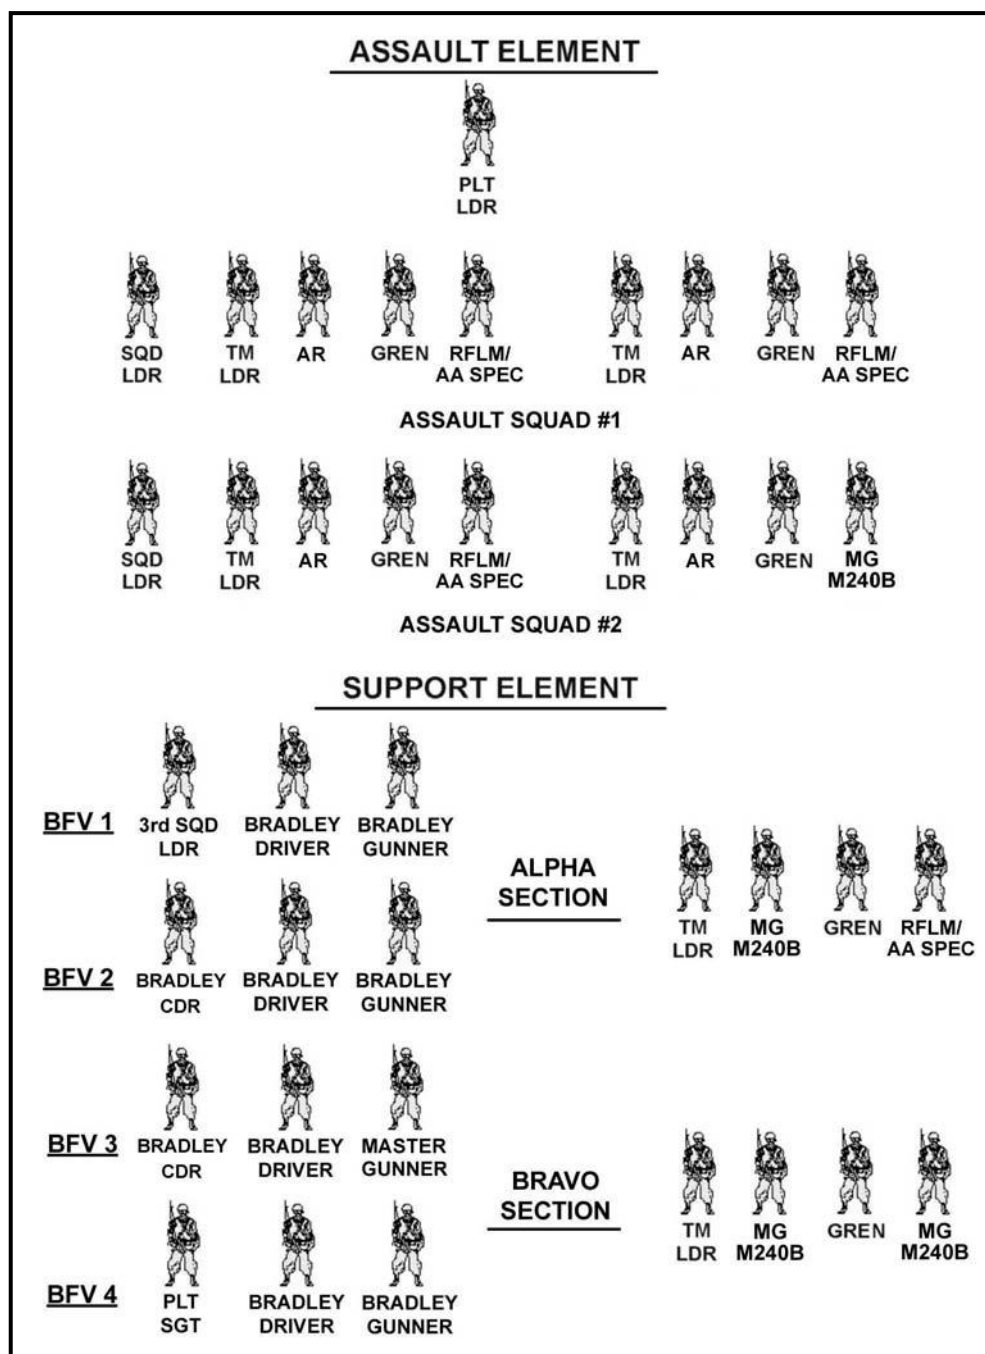 ASSAULT ELEMENT
PLT
LDR
SQD
LDR
TM
LDR
AR
GREN
RFLM/
AA SPEC
TM
LDR
AR
GREN
RFLM/
AA SPEC
ASSAULT SQUAD #1
SQD
LDR
TM
LDR
AR
GREN
RFLM/
AA SPEC
TM
LDR
AR
GREN
MG
M240B
ASSAULT SQUAD #2
SUPPORT ELEMENT
BFV 1
3rd SQD
LDR
BRADLEY
DRIVER
BRADLEY
GUNNER
BFV 2
BRADLEY
CDR
BRADLEY
DRIVER
BRADLEY
GUNNER
ALPHA
SECTION
TM
LDR
MG
M240B
GREN
RFLM/
AA SPEC
BFV 3
BRADLEY
CDR
BRADLEY
DRIVER
MASTER
GUNNER
BFV 4
PLT
SGT
BRADLEY
DRIVER
BRADLEY
GUNNER
BRAVO
SECTION
TM
LDR
MG
M240B
GREN
MG
M240B